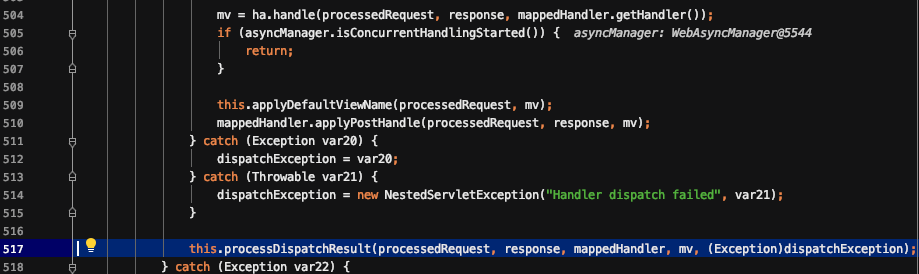 504 mv = ha.handle(processedRequest, response, mappedHandler.getHandler());
505 if (asyncManager.isConcurrentHandlingStarted()) { asyncManager: WebAsyncManager@5544
506 return;
507 }
508
509 this.applyDefaultViewName(processedRequest, mv);
510 mappedHandler.applyPostHandle(processedRequest, response, mv);
511 } catch (Exception var20) {
512 dispatchException = var20;
513 } catch (Throwable var21) {
514 dispatchException = new NestedServletException("Handler dispatch failed", var21);
515 }
516
517 this.processDispatchResult(processedRequest, response, mappedHandler, mv, (Exception)dispatchException);
518 } catch (Exception var22) {